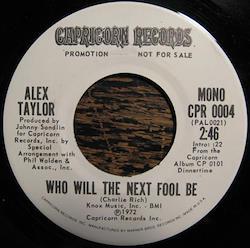 CAPRICORN RECORDS
PROMOTION NOT FOR SALE
ALEX
TAYLOR
Produced by
Johnny Sandlin
for Capricorn
Records, Inc.
by Special
Arrangement with
Phil Walden &
Assoc., Inc.
MONO
CPR 0004
(PAL0021)
2:46
Intro :22
From the
Capricorn
Album CP 0101
Dinnertime
WHO WILL THE NEXT FOOL BE
(Charlie Rich)
Knox Music, Inc. - BMI
©1972
Capricorn Records Inc.